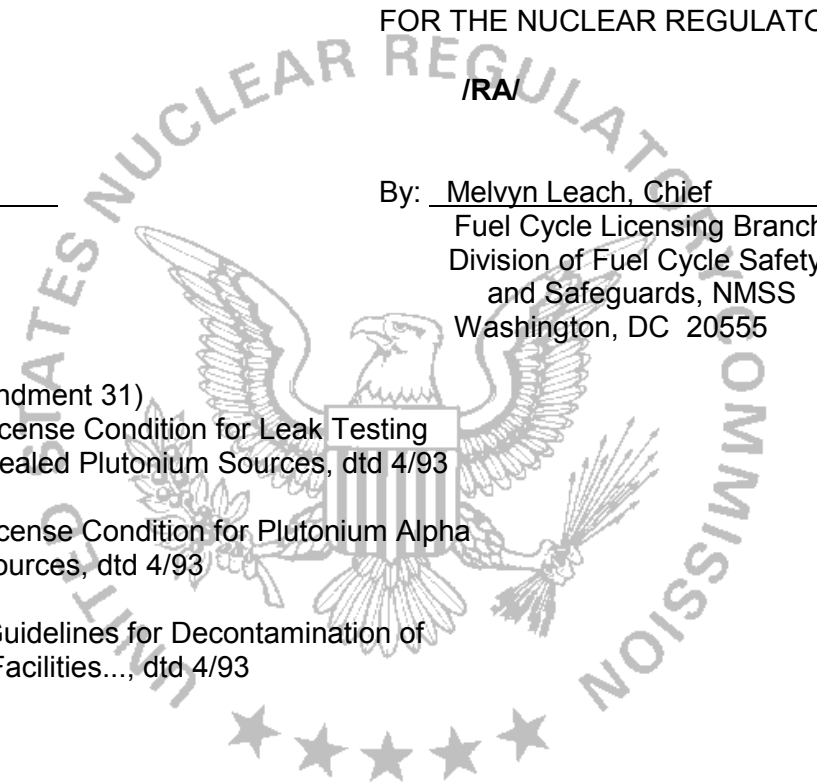 FOR THE NUCLEAR REGULATO
/RA/
By: Melvyn Leach, Chief
Fuel Cycle Licensing Branch
Division of Fuel Cycle Safety
and Safeguards, NMSS
Washington, DC 20555
ndment 31)
cense Condition for Leak Testing
ealed Plutonium Sources, dtd 4/93
cense Condition for Plutonium Alpha
ources, dtd 4/93
Guidelines for Decontamination of
Facilities..., dtd 4/93
UNITED STATES NUCLEAR REGULATORY COMMISSION